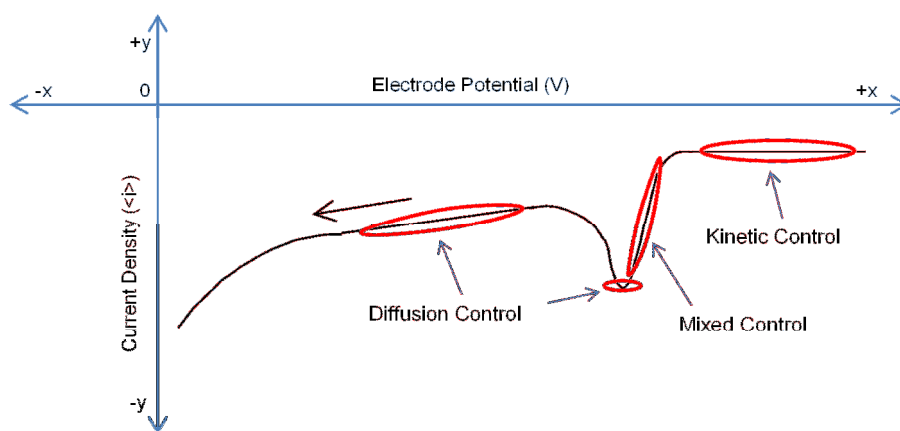 +y
-x
0
Electrode Potential (V)
+x
Current Density (<i>)
Kinetic Control
Diffusion Control
Mixed Control
-y